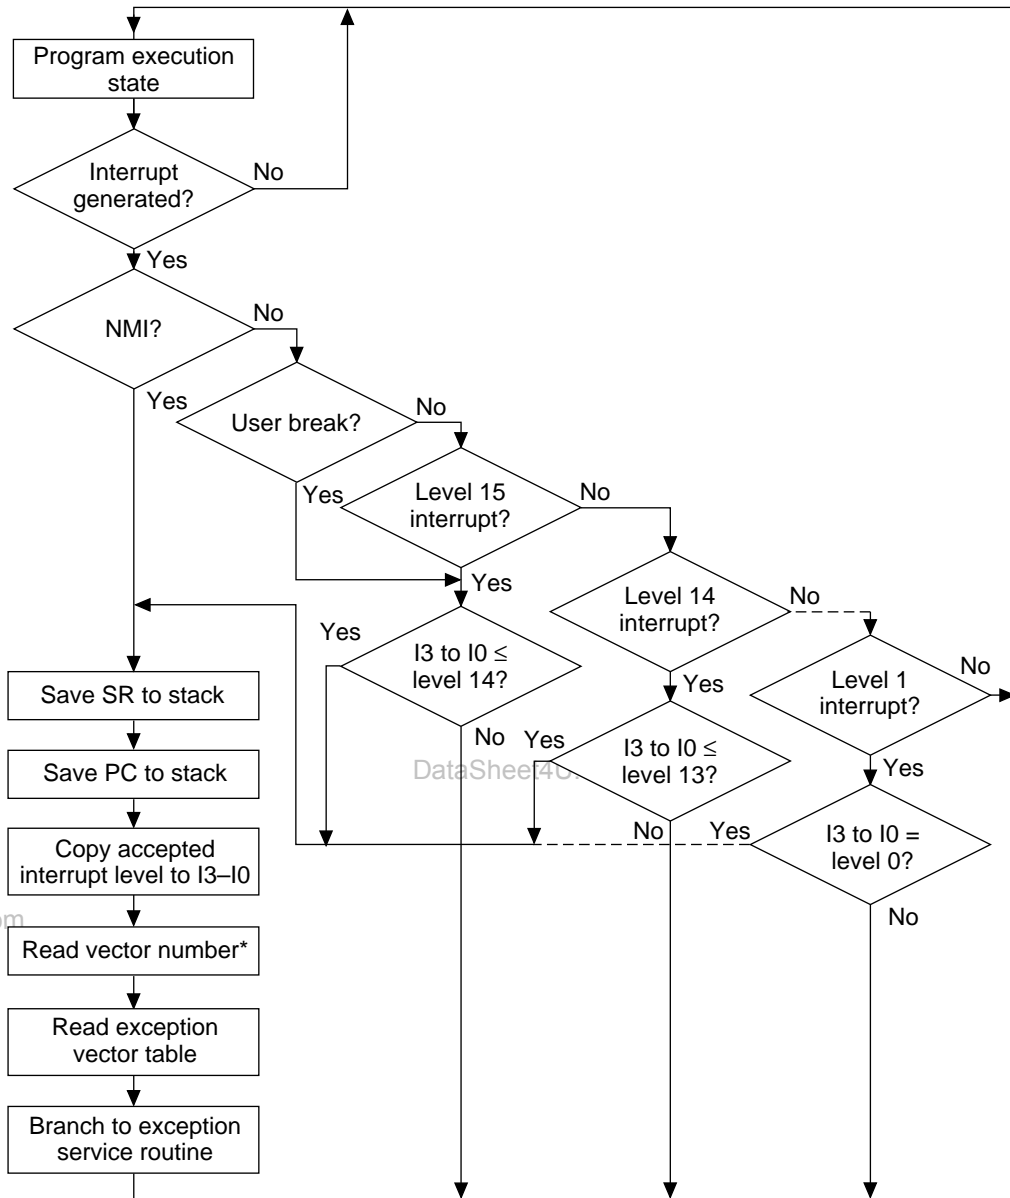 Program execution
state
Interrupt
generated?
No
Yes
NMI?
No
Yes
User break?
No
Yes
Level 15
interrupt?
No
Yes
Level 14
interrupt?
No
Yes
I3 to I0 ≤
level 14?
Yes
No
Level 1
interrupt?
No
Yes
I3 to I0 ≤
level 13?
Yes
No
I3 to I0 =
level 0?
Yes
No
Save SR to stack
Save PC to stack
Copy accepted
interrupt level to I3–I0
Read vector number*
Read exception
vector table
Branch to exception
service routine
DataSheet4U.
om